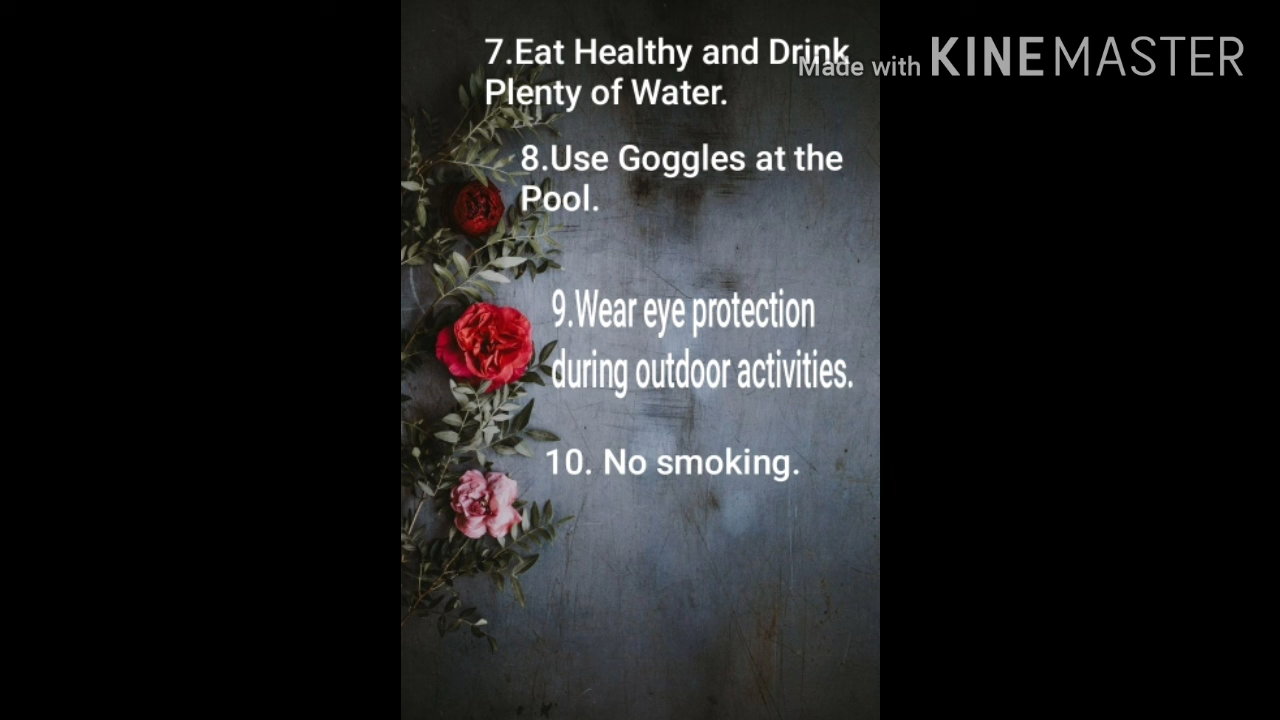 7.Eat Healthy and Drink
Made with KINEMASTER
Plenty of Water.
8.Use Goggles at the
Pool.
9.Wear eye protection
during outdoor activities.
10. No smoking.